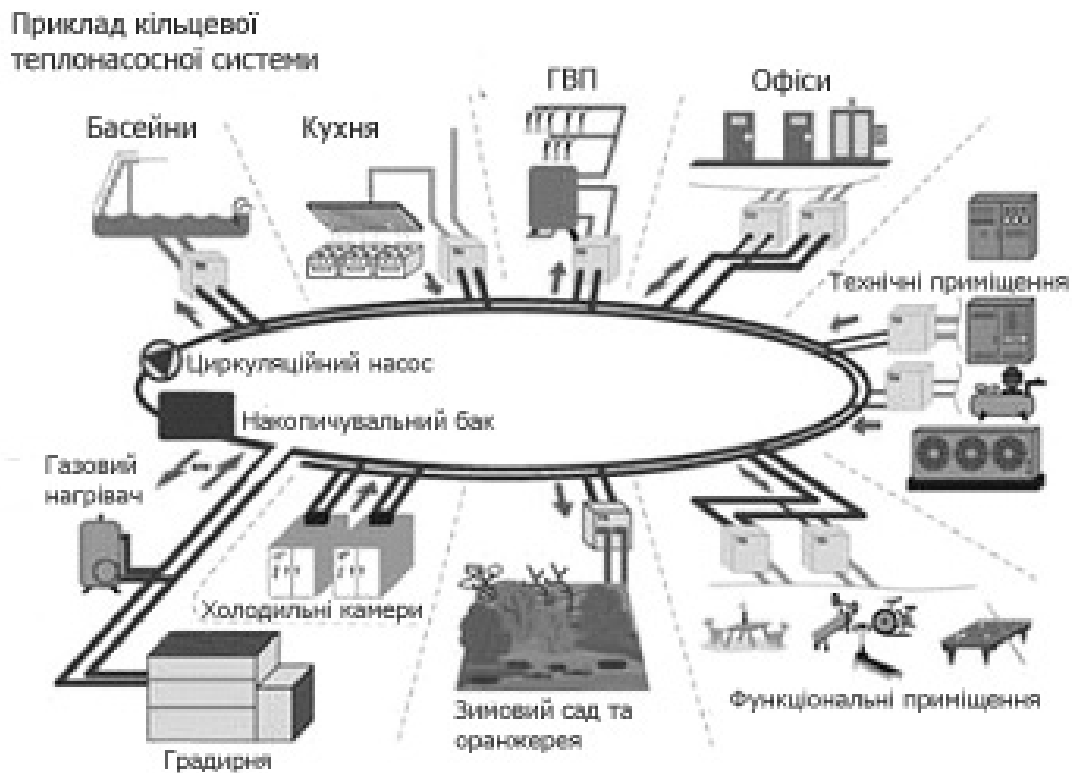 Приклад кільцевої
теплонасосної системи
Басейни
Кухня
ГВП
Офіси
Технічні приміщення
Циркуляційний насос
Накопичувальний бак
Газовий
нагрівач
Холодильні камери
Зимовий сад та
оранжерея
Функціональні приміщення
Градирня